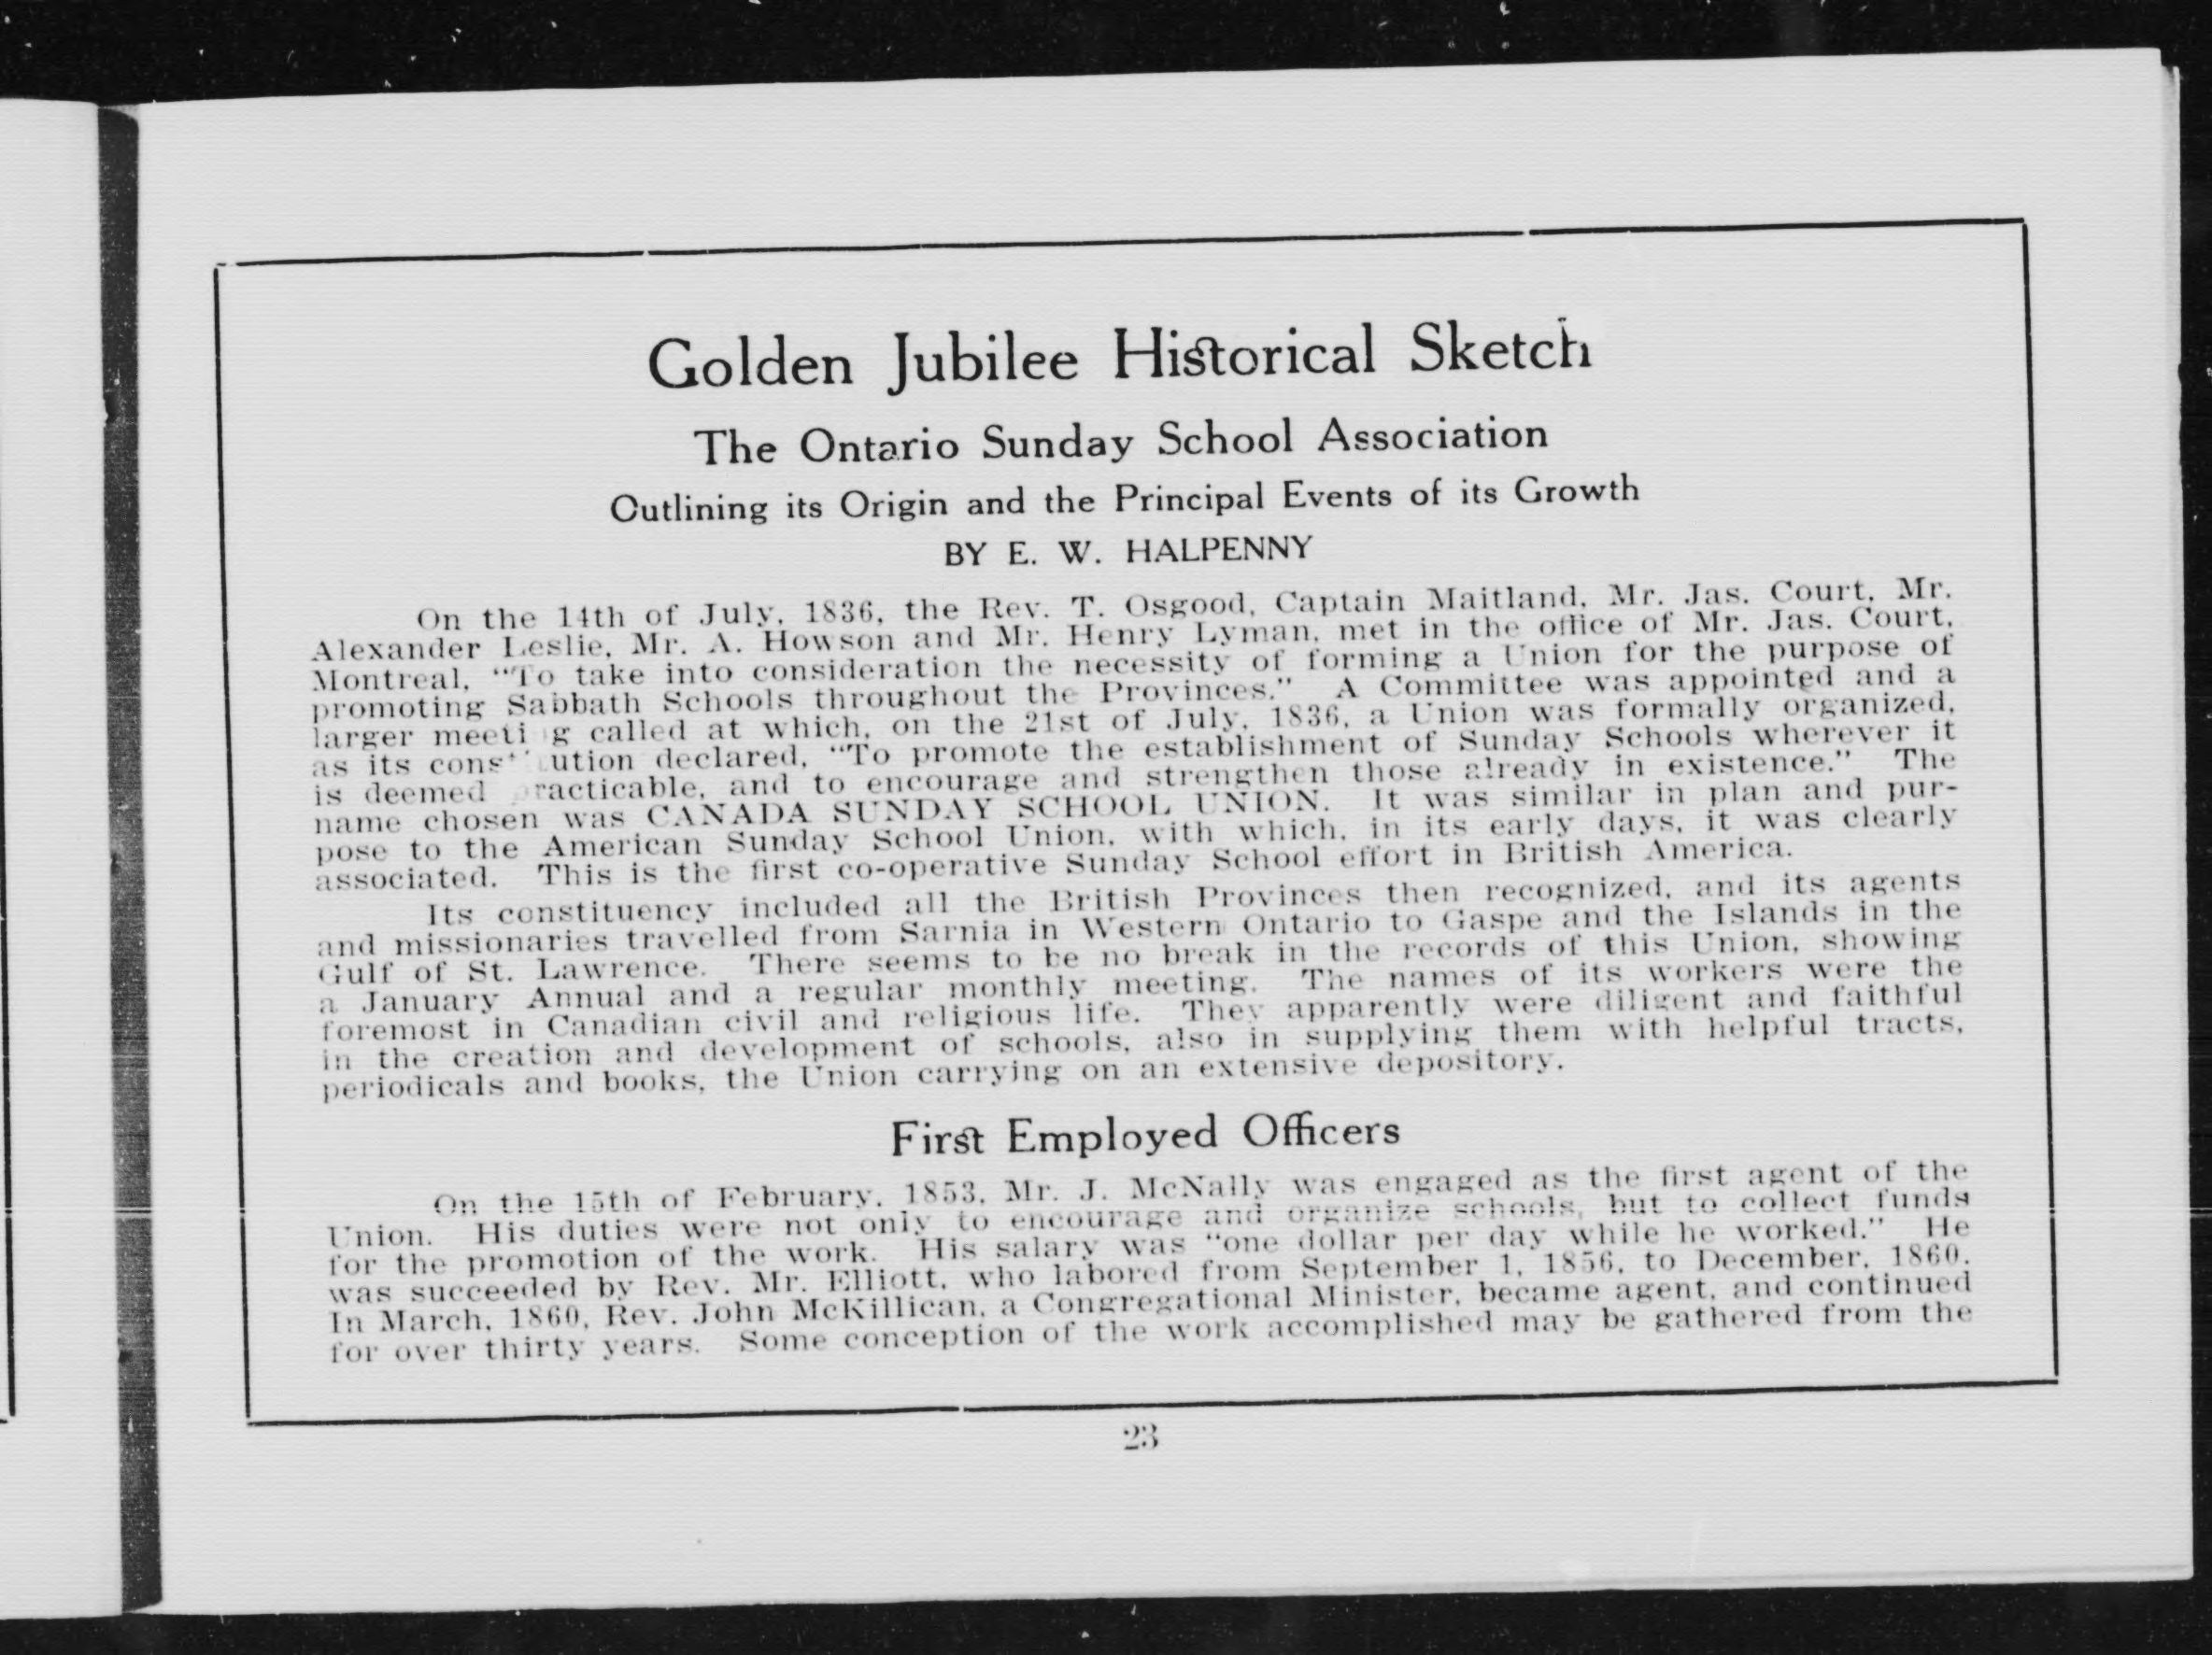 Golden Jubilee Historical Sketch
The Ontario Sunday School Association
Outlining its Origin and the Principal Events of its Growth
BY E. W. HALPENNY
On the 14th of July, 1836, the Rev. T. Osgood, Captain Maitland, Mr. Jas. Court, Mr.
Alexander Leslie, Mr. A. Howson and Mr. Henry Lyman, met in the office of Mr. Jas. Court,
Montreal, "To take into consideration the necessity of forming a Union for the purpose of
promoting Sabbath Schools throughout the Provinces." A Committee was appointed and a
larger meeti g called at which, on the 21st of July, 1836, a Union was formally organized,
as its cons ution declared, "To promote the establishment of Sunday Schools wherever it
is deemed racticable, and to encourage and strengthen those already in existence." The
name chosen was CANADA SUNDAY SCHOOL UNION. It was similar in plan and pur-
pose to the American Sunday School Union, with which, in its early days, it was clearly
associated. This is the first co-operative Sunday School effort in British America.
Its constituency included all the British Provinces then recognized, and its agents
and missionaries travelled from Sarnia in Western Ontario to Gaspe and the Islands in the
Gulf of St. Lawrence. There seems to be no break in the records of this Union, showing
a January Annual and a regular monthly meeting. The names of its workers were the
foremost in Canadian civil and religious life. They apparently were diligent and faithful
in the creation and development of schools, also in supplying them with helpful tracts,
periodicals and books, the Union carrying on an extensive depository.
First Employed Officers
On the 15th of February, 1853, Mr. J. McNally was engaged as the first agent of the
Union. His duties were not only to encourage and organize schools, but to collect funds
for the promotion of the work. His salary was "one dollar per day while he worked." He
was succeeded by Rev. Mr. Elliott, who labored from September 1, 1856, to December, 1860.
In March, 1860, Rev. John McKillican, a Congregational Minister, became agent, and continued
for over thirty years. Some conception of the work accomplished may be gathered from the
23